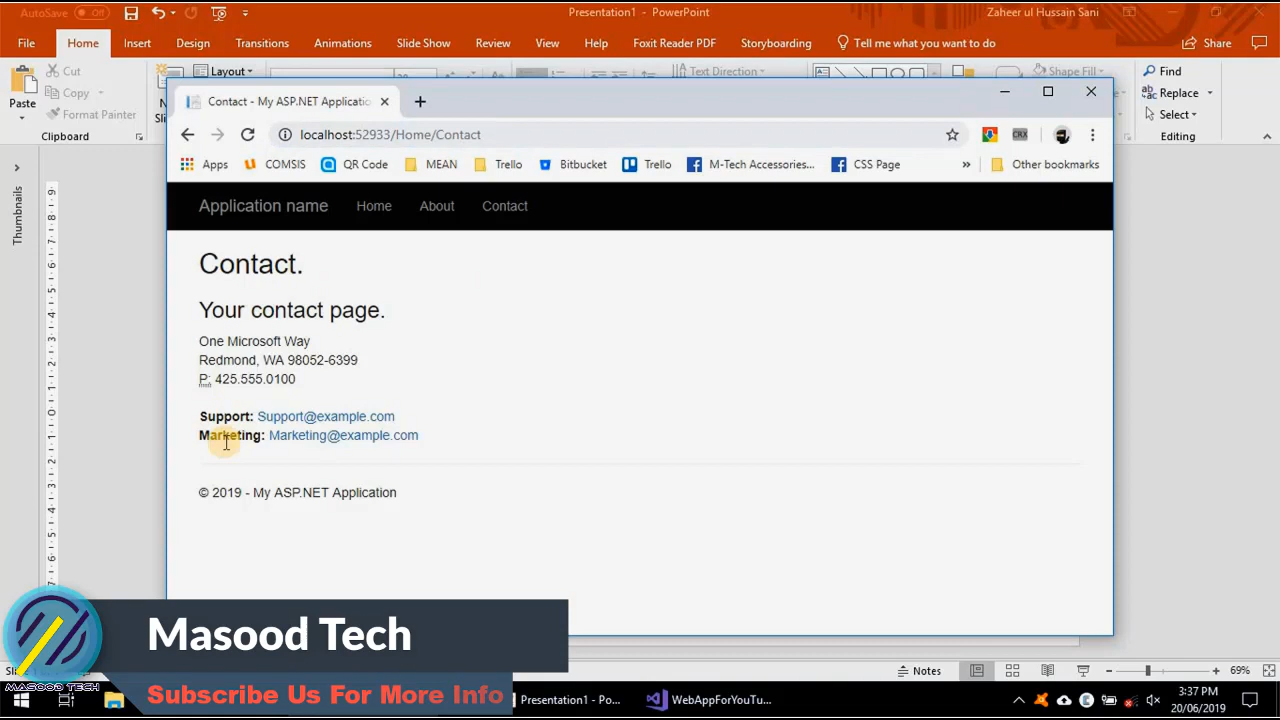 AutoSave Off
Presentation1 - PowerPoint
Zaheer ul Hussain Sani
File Home Insert Design Transitions Animations Slide Show Review View Help Foxit Reader PDF Storyboarding Tell me what you want to do Share
Paste
Cut
Copy
Format Painter
Clipboard
Layout
Text Direction
Shape Fill
Find
Replace
Select
Editing
Thumbnails
Contact - My ASP.NET Applicatio
localhost:52933/Home/Contact
Apps COMSIS QR Code MEAN Trello Bitbucket Trello M-Tech Accessories... CSS Page » Other bookmarks
Application name Home About Contact
Contact.
Your contact page.
One Microsoft Way
Redmond, WA 98052-6399
P: 425.555.0100
Support: Support@example.com
Marketing: Marketing@example.com
© 2019 - My ASP.NET Application
Masood Tech
Subscribe Us For More Info
MASOOD TECH
Notes
69%
Presentation1 - Po...
WebAppForYouTu...
3:37 PM
20/06/2019